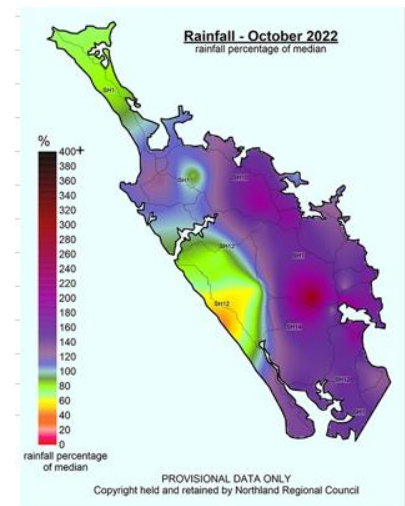 Rainfall - October 2022
rainfall percentage of median
SH1
%
400+
380
360
340
320
300
280
260
240
220
200
180
160
140
120
100
80
60
40
20
0
rainfall percentage
of median
SH10
SH12
SH1
SH12
SH14
SH12
SH1
PROVISIONAL DATA ONLY
Copyright held and retained by Northland Regional Council